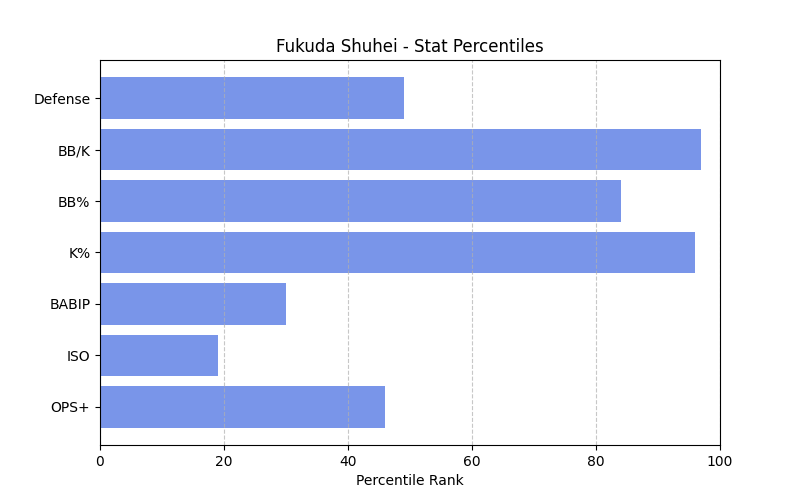 Fukuda Shuhei - Stat Percentiles
Defense
BB/K
BB%
K%
BABIP
ISO
OPS+
0 20 40 60 80 100
Percentile Rank